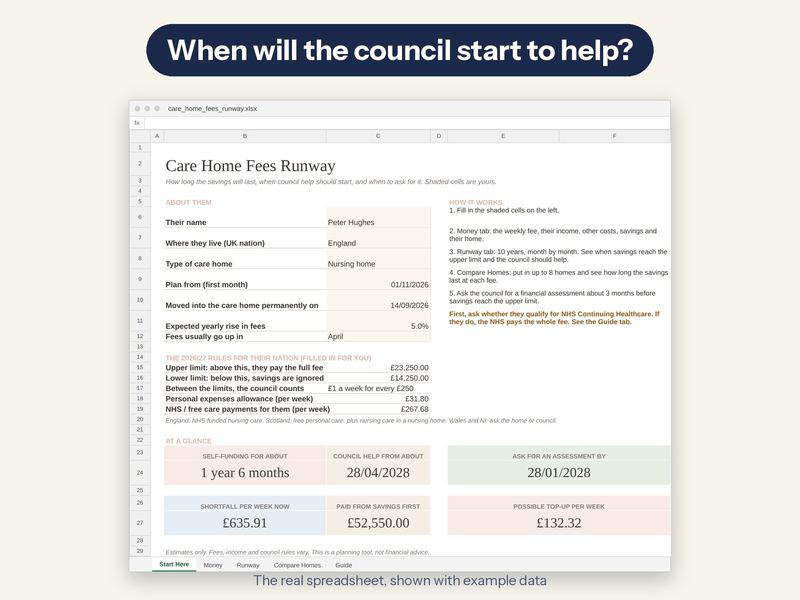 When will the council start to help?
care_home_fees_runway.xlsx
fx
A B C D E F
1
2 Care Home Fees Runway
3 How long the savings will last, when council help should start, and when to ask for it. Shaded cells are yours.
4
5 ABOUT THEM HOW IT WORKS
1. Fill in the shaded cells on the left.
6 Their name Peter Hughes
2. Money tab: the weekly fee, their income, other costs, savings and
7 Where they live (UK nation) England their home.
3. Runway tab: 10 years, month by month. See when savings reach the
8 Type of care home Nursing home upper limit and the council should help.
4. Compare Homes: put in up to 8 homes and see how long the savings
9 Plan from (first month) 01/11/2026 last at each fee.
5. Ask the council for a financial assessment about 3 months before
10 Moved into the care home permanently on 14/09/2026 savings reach the upper limit.
First, ask whether they qualify for NHS Continuing Healthcare. If
11 Expected yearly rise in fees 5.0% they do, the NHS pays the whole fee. See the Guide tab.
12 Fees usually go up in April
13
14 THE 2026/27 RULES FOR THEIR NATION (FILLED IN FOR YOU)
15 Upper limit: above this, they pay the full fee £23,250.00
16 Lower limit: below this, savings are ignored £14,250.00
17 Between the limits, the council counts £1 a week for every £250
18 Personal expenses allowance (per week) £31.80
19 NHS / free care payments for them (per week) £267.68
20 England: NHS-funded nursing care. Scotland: free personal care, plus nursing care in a nursing home. Wales and NI: ask the home or council.
21
22 AT A GLANCE
23 SELF-FUNDING FOR ABOUT COUNCIL HELP FROM ABOUT ASK FOR AN ASSESSMENT BY
24 1 year 6 months 28/04/2028 28/01/2028
25
26 SHORTFALL PER WEEK NOW PAID FROM SAVINGS FIRST POSSIBLE TOP-UP PER WEEK
27 £635.91 £52,550.00 £132.32
28
29 Estimates only. Fees, income and council rules vary. This is a planning tool, not financial advice.
Start Here Money Runway Compare Homes Guide
The real spreadsheet, shown with example data